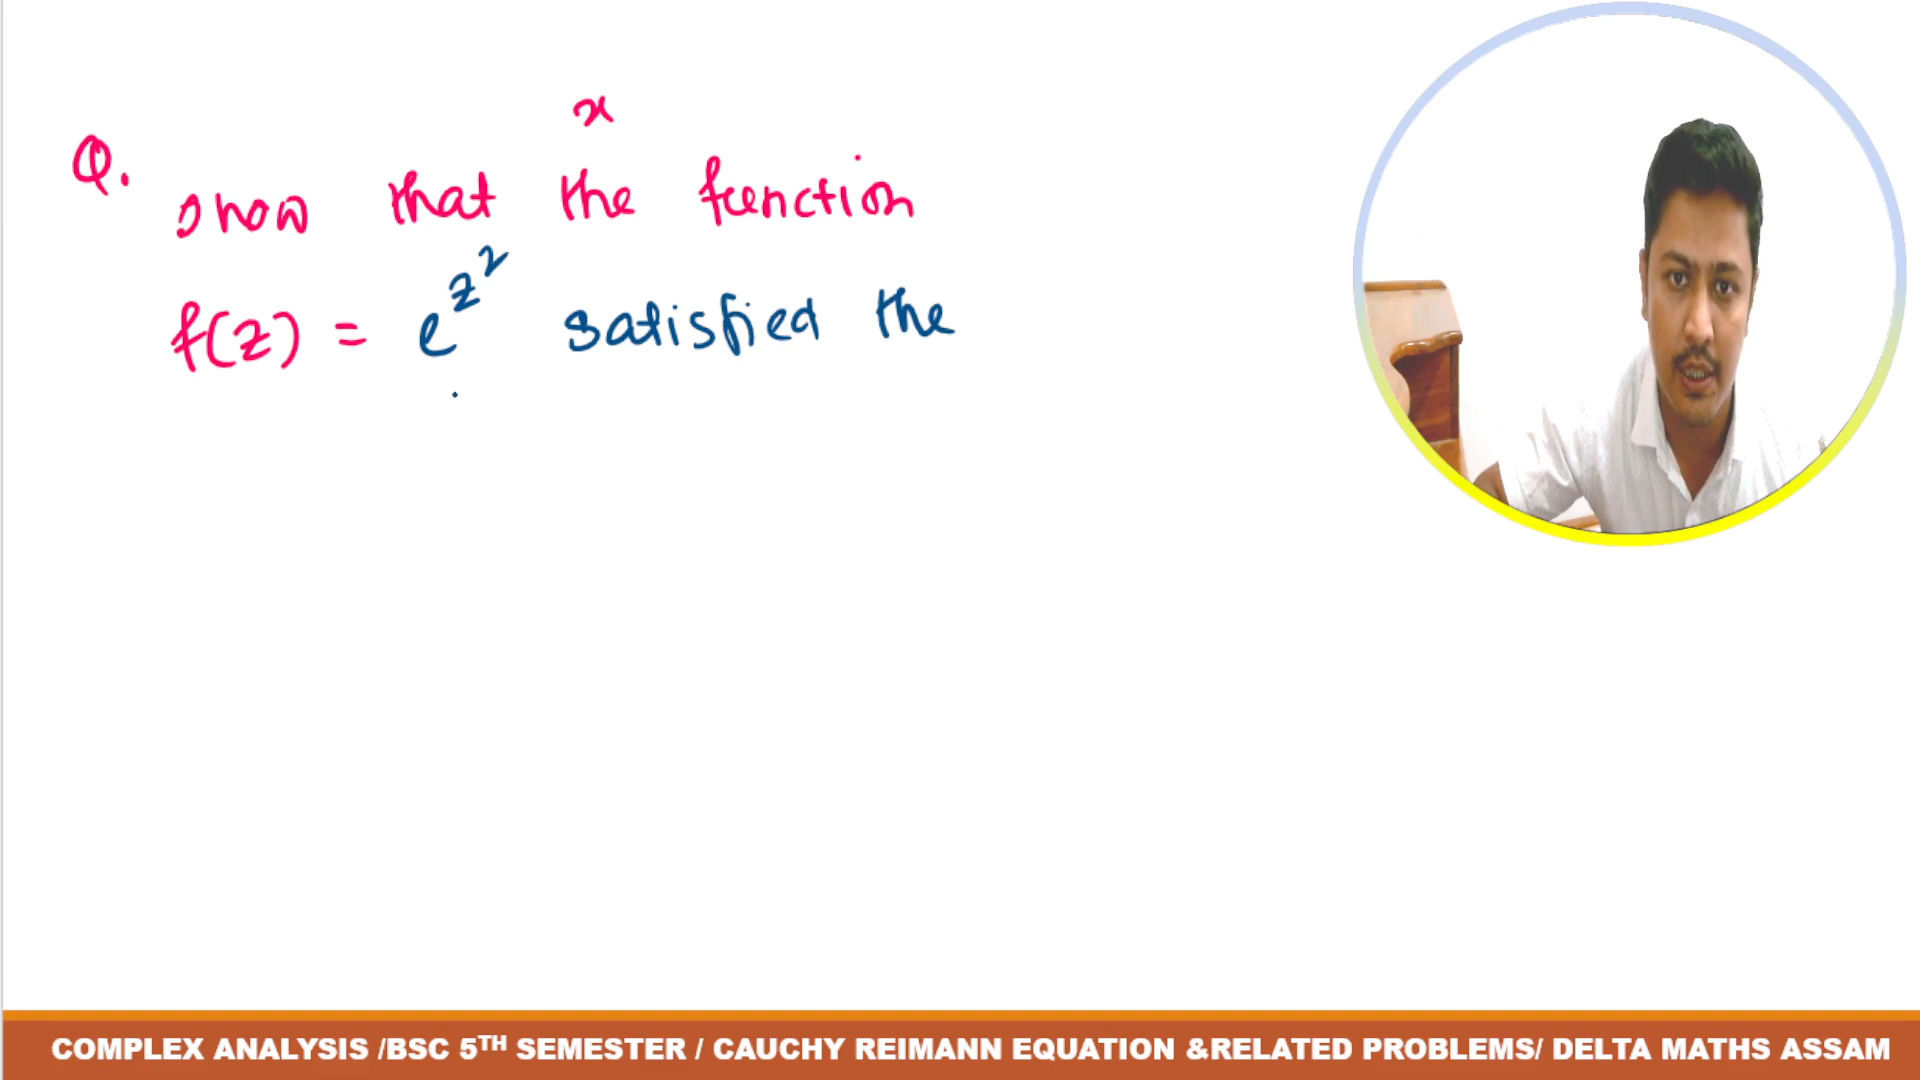 x
Q. show that the function
f(z) = e^{z^2} satisfied the
COMPLEX ANALYSIS /BSC 5TH SEMESTER / CAUCHY REIMANN EQUATION &RELATED PROBLEMS/ DELTA MATHS ASSAM